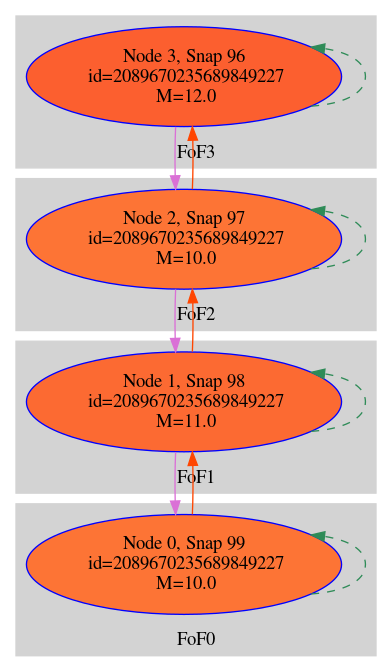 Node 3, Snap 96
id=2089670235689849227
M=12.0
FoF3
Node 2, Snap 97
id=2089670235689849227
M=10.0
FoF2
Node 1, Snap 98
id=2089670235689849227
M=11.0
FoF1
Node 0, Snap 99
id=2089670235689849227
M=10.0
FoF0